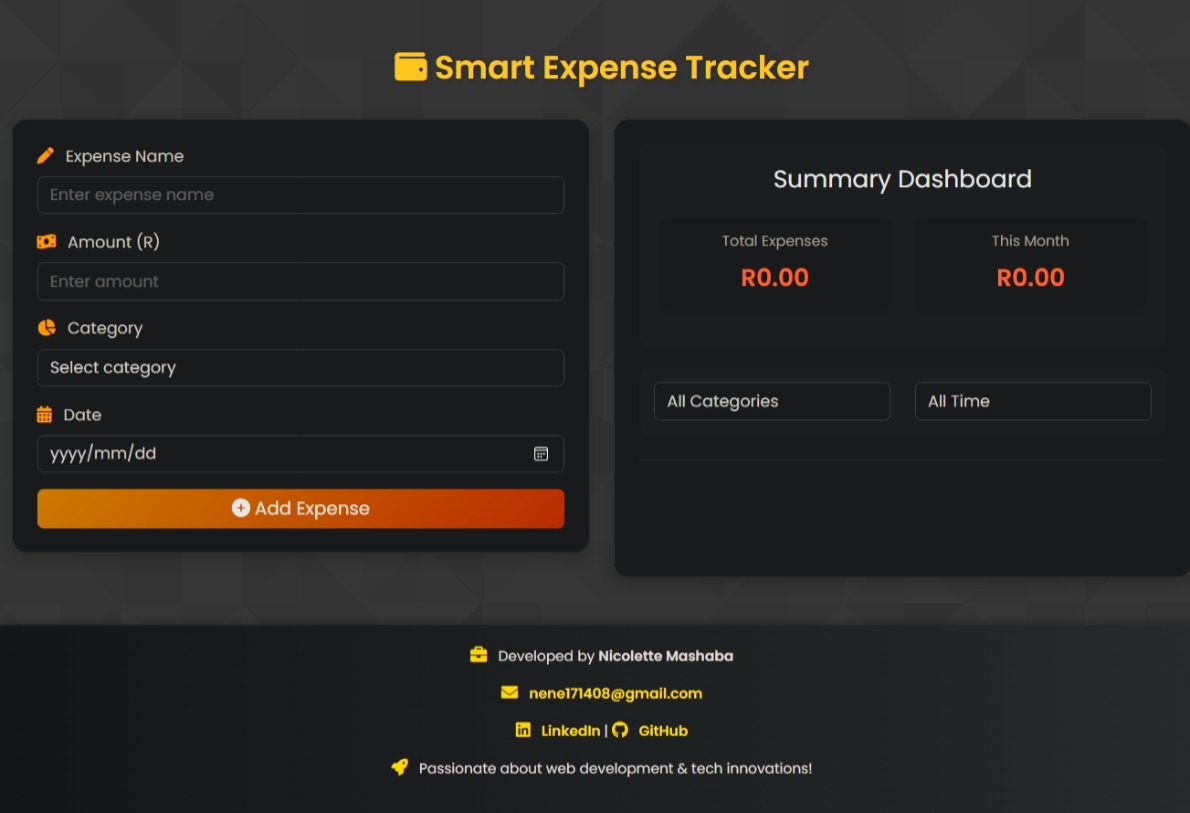 Smart Expense Tracker
Expense Name
Enter expense name
Amount (R)
Enter amount
Category
Select category
Date
yyyy/mm/dd
Add Expense
Summary Dashboard
Total Expenses
R0.00
This Month
R0.00
All Categories
All Time
Developed by Nicolette Mashaba
nene171408@gmail.com
LinkedIn | GitHub
Passionate about web development & tech innovations!